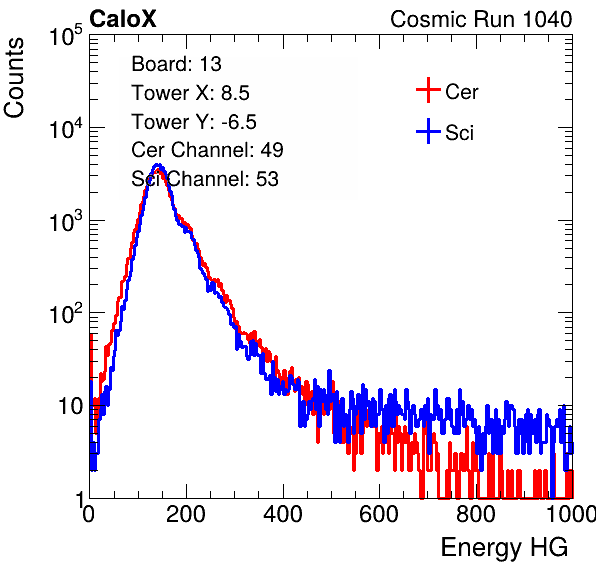 CaloX
Cosmic Run 1040
Counts
Board: 13
Tower X: 8.5
Tower Y: -6.5
Cer Channel: 49
Sci Channel: 53
Cer
Sci
10^5
10^4
10^3
10^2
10
1
0 200 400 600 800 1000
Energy HG